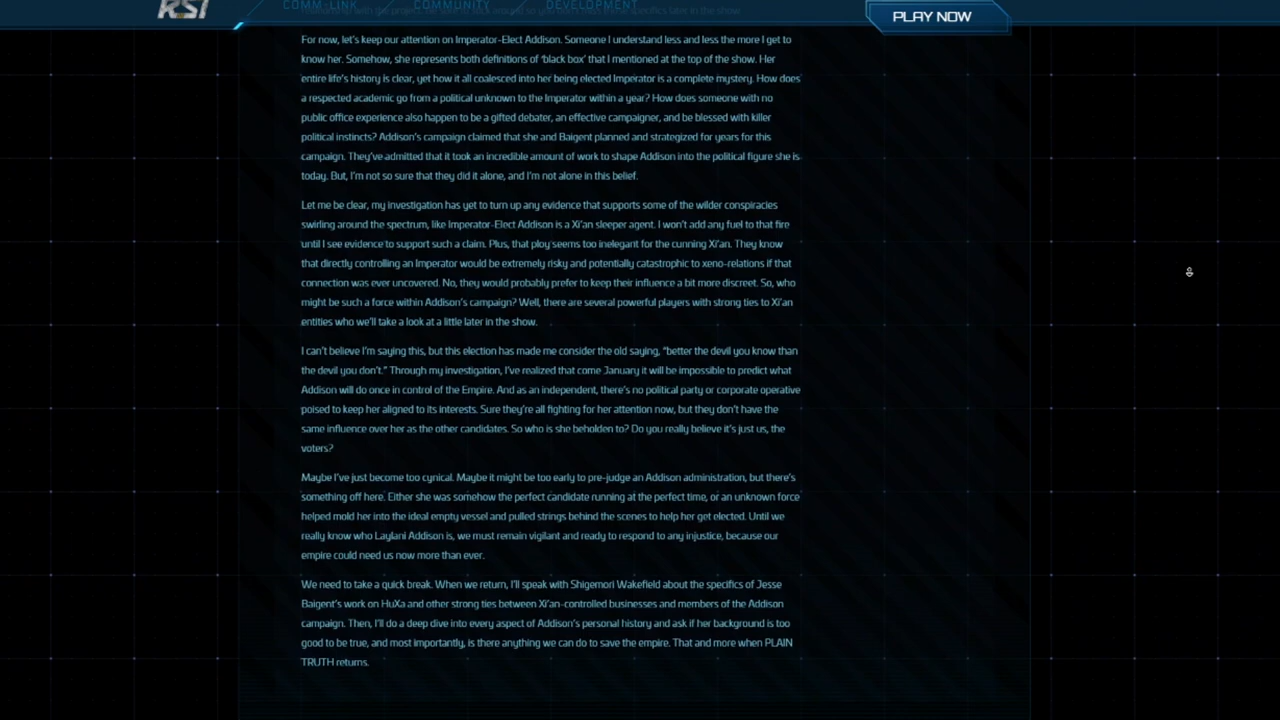 RSI
COMM-LINK
COMMUNITY
DEVELOPMENT
PLAY NOW
For now, let's keep our attention on Imperator-Elect Addison. Someone I understand less and less the more I get to
know her. Somehow, she represents both definitions of 'black box' that I mentioned at the top of the show. Her
entire life's history is clear, yet how it all coalesced into her being elected Imperator is a complete mystery. How does
a respected academic go from a political unknown to the Imperator within a year? How does someone with no
public office experience also happen to be a gifted debater, an effective campaigner, and be blessed with killer
political instincts? Addison's campaign claimed that she and Baigent planned and strategized for years for this
campaign. They've admitted that it took an incredible amount of work to shape Addison into the political figure she is
today. But, I'm not so sure that they did it alone, and I'm not alone in this belief.
Let me be clear, my investigation has yet to turn up any evidence that supports some of the wilder conspiracies
swirling around the spectrum, like Imperator-Elect Addison is a Xi'an sleeper agent. I won't add any fuel to that fire
until I see evidence to support such a claim. Plus, that ploy seems too inelegant for the cunning Xi'an. They know
that directly controlling an Imperator would be extremely risky and potentially catastrophic to xeno-relations if that
connection was ever uncovered. No, they would probably prefer to keep their influence a bit more discreet. So, who
might be such a force within Addison's campaign? Well, there are several powerful players with strong ties to Xi'an
entities who we'll take a look at a little later in the show.
I can't believe I'm saying this, but this election has made me consider the old saying, "better the devil you know than
the devil you don't." Through my investigation, I've realized that come January it will be impossible to predict what
Addison will do once in control of the Empire. And as an independent, there's no political party or corporate operative
poised to keep her aligned to its interests. Sure they're all fighting for her attention now, but they don't have the
same influence over her as the other candidates. So who is she beholden to? Do you really believe it's just us, the
voters?
Maybe I've just become too cynical. Maybe it might be too early to pre-judge an Addison administration, but there's
something off here. Either she was somehow the perfect candidate running at the perfect time, or an unknown force
helped mold her into the ideal empty vessel and pulled strings behind the scenes to help her get elected. Until we
really know who Laylani Addison is, we must remain vigilant and ready to respond to any injustice, because our
empire could need us now more than ever.
We need to take a quick break. When we return, I'll speak with Shigemori Wakefield about the specifics of Jesse
Baigent's work on HuXa and other strong ties between Xi'an-controlled businesses and members of the Addison
campaign. Then, I'll do a deep dive into every aspect of Addison's personal history and ask if her background is too
good to be true, and most importantly, is there anything we can do to save the empire. That and more when PLAIN
TRUTH returns.